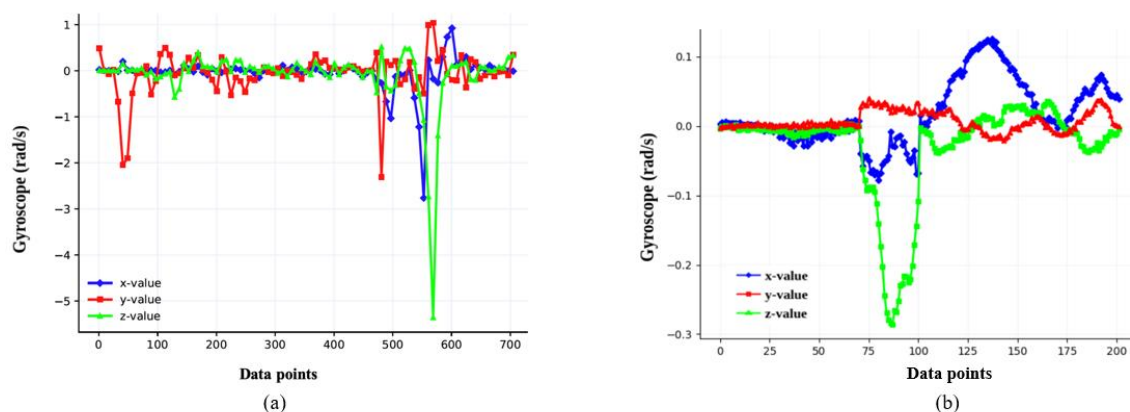 1
0
−1
−2
−3
−4
−5
Gyroscope (rad/s)
x-value
y-value
z-value
0 100 200 300 400 500 600 700
Data points
(a)
0.1
0.0
−0.1
−0.2
−0.3
Gyroscope (rad/s)
x-value
y-value
z-value
0 25 50 75 100 125 150 175 200
Data points
(b)